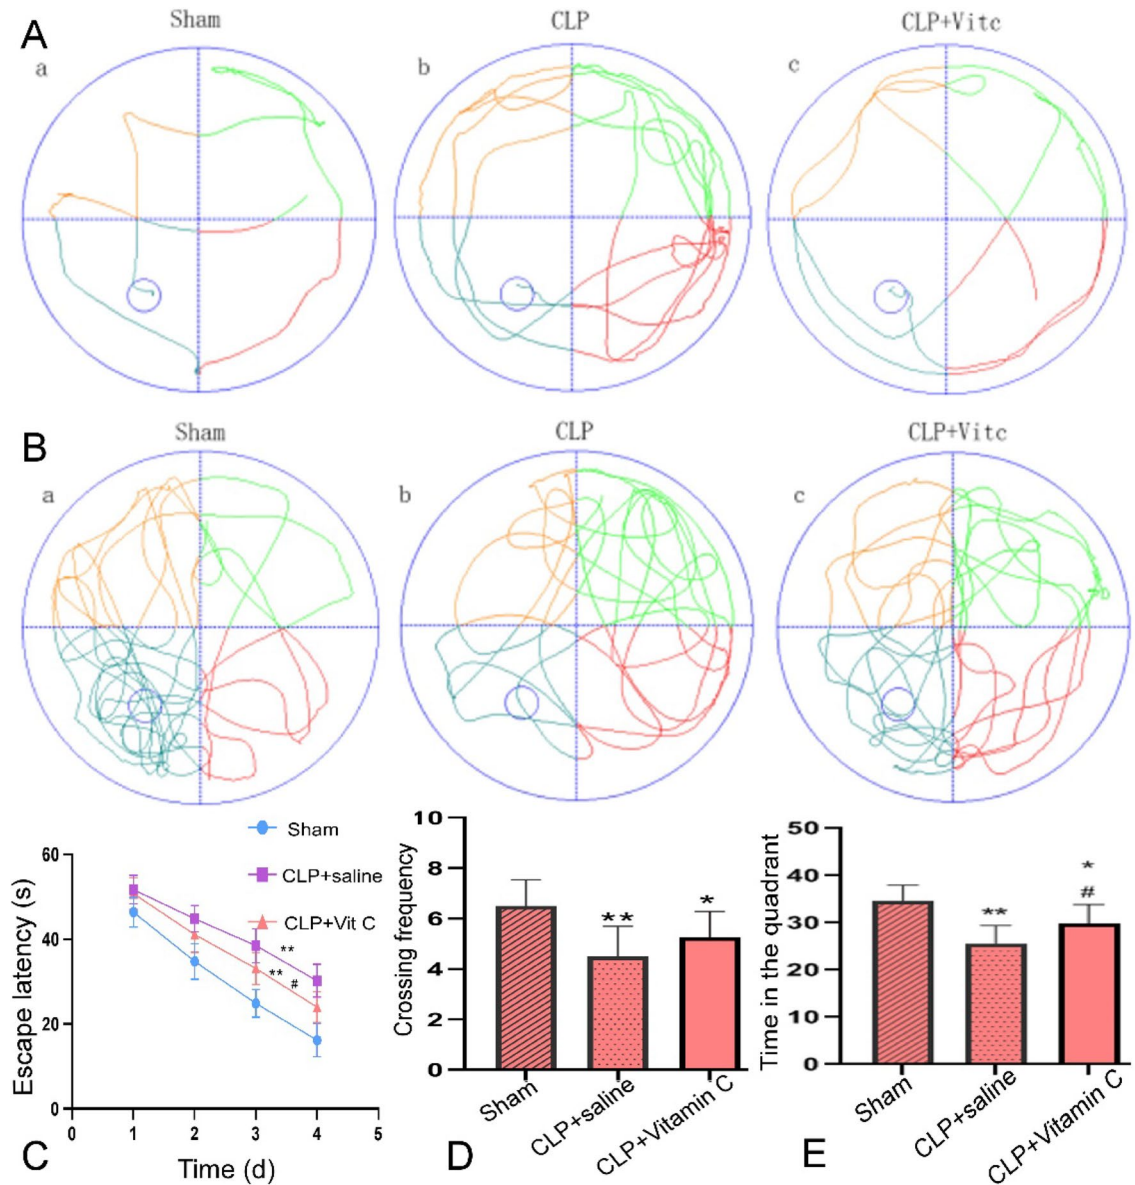 A
Sham
CLP
CLP+Vitc
a
b
c
B
Sham
CLP
CLP+Vitc
a
b
c
C
Escape latency (s)
60
40
20
0
0 1 2 3 4 5
Time (d)
Sham
CLP+saline
CLP+Vit C
**
**
#
D
Crossing frequency
10
8
6
4
2
0
**
*
Sham
CLP+saline
CLP+Vitamin C
E
Time in the quadrant
50
40
30
20
10
0
**
*
#
Sham
CLP+saline
CLP+Vitamin C